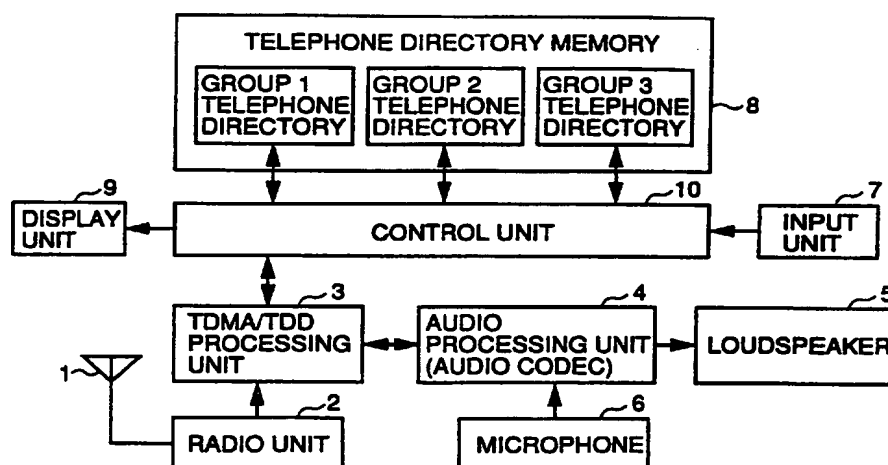 TELEPHONE DIRECTORY MEMORY
GROUP 1
TELEPHONE
DIRECTORY
GROUP 2
TELEPHONE
DIRECTORY
GROUP 3
TELEPHONE
DIRECTORY
8
9
DISPLAY
UNIT
10
CONTROL UNIT
7
INPUT
UNIT
3
TDMA/TDD
PROCESSING
UNIT
4
AUDIO
PROCESSING UNIT
(AUDIO CODEC)
5
LOUDSPEAKER
1
2
RADIO UNIT
6
MICROPHONE